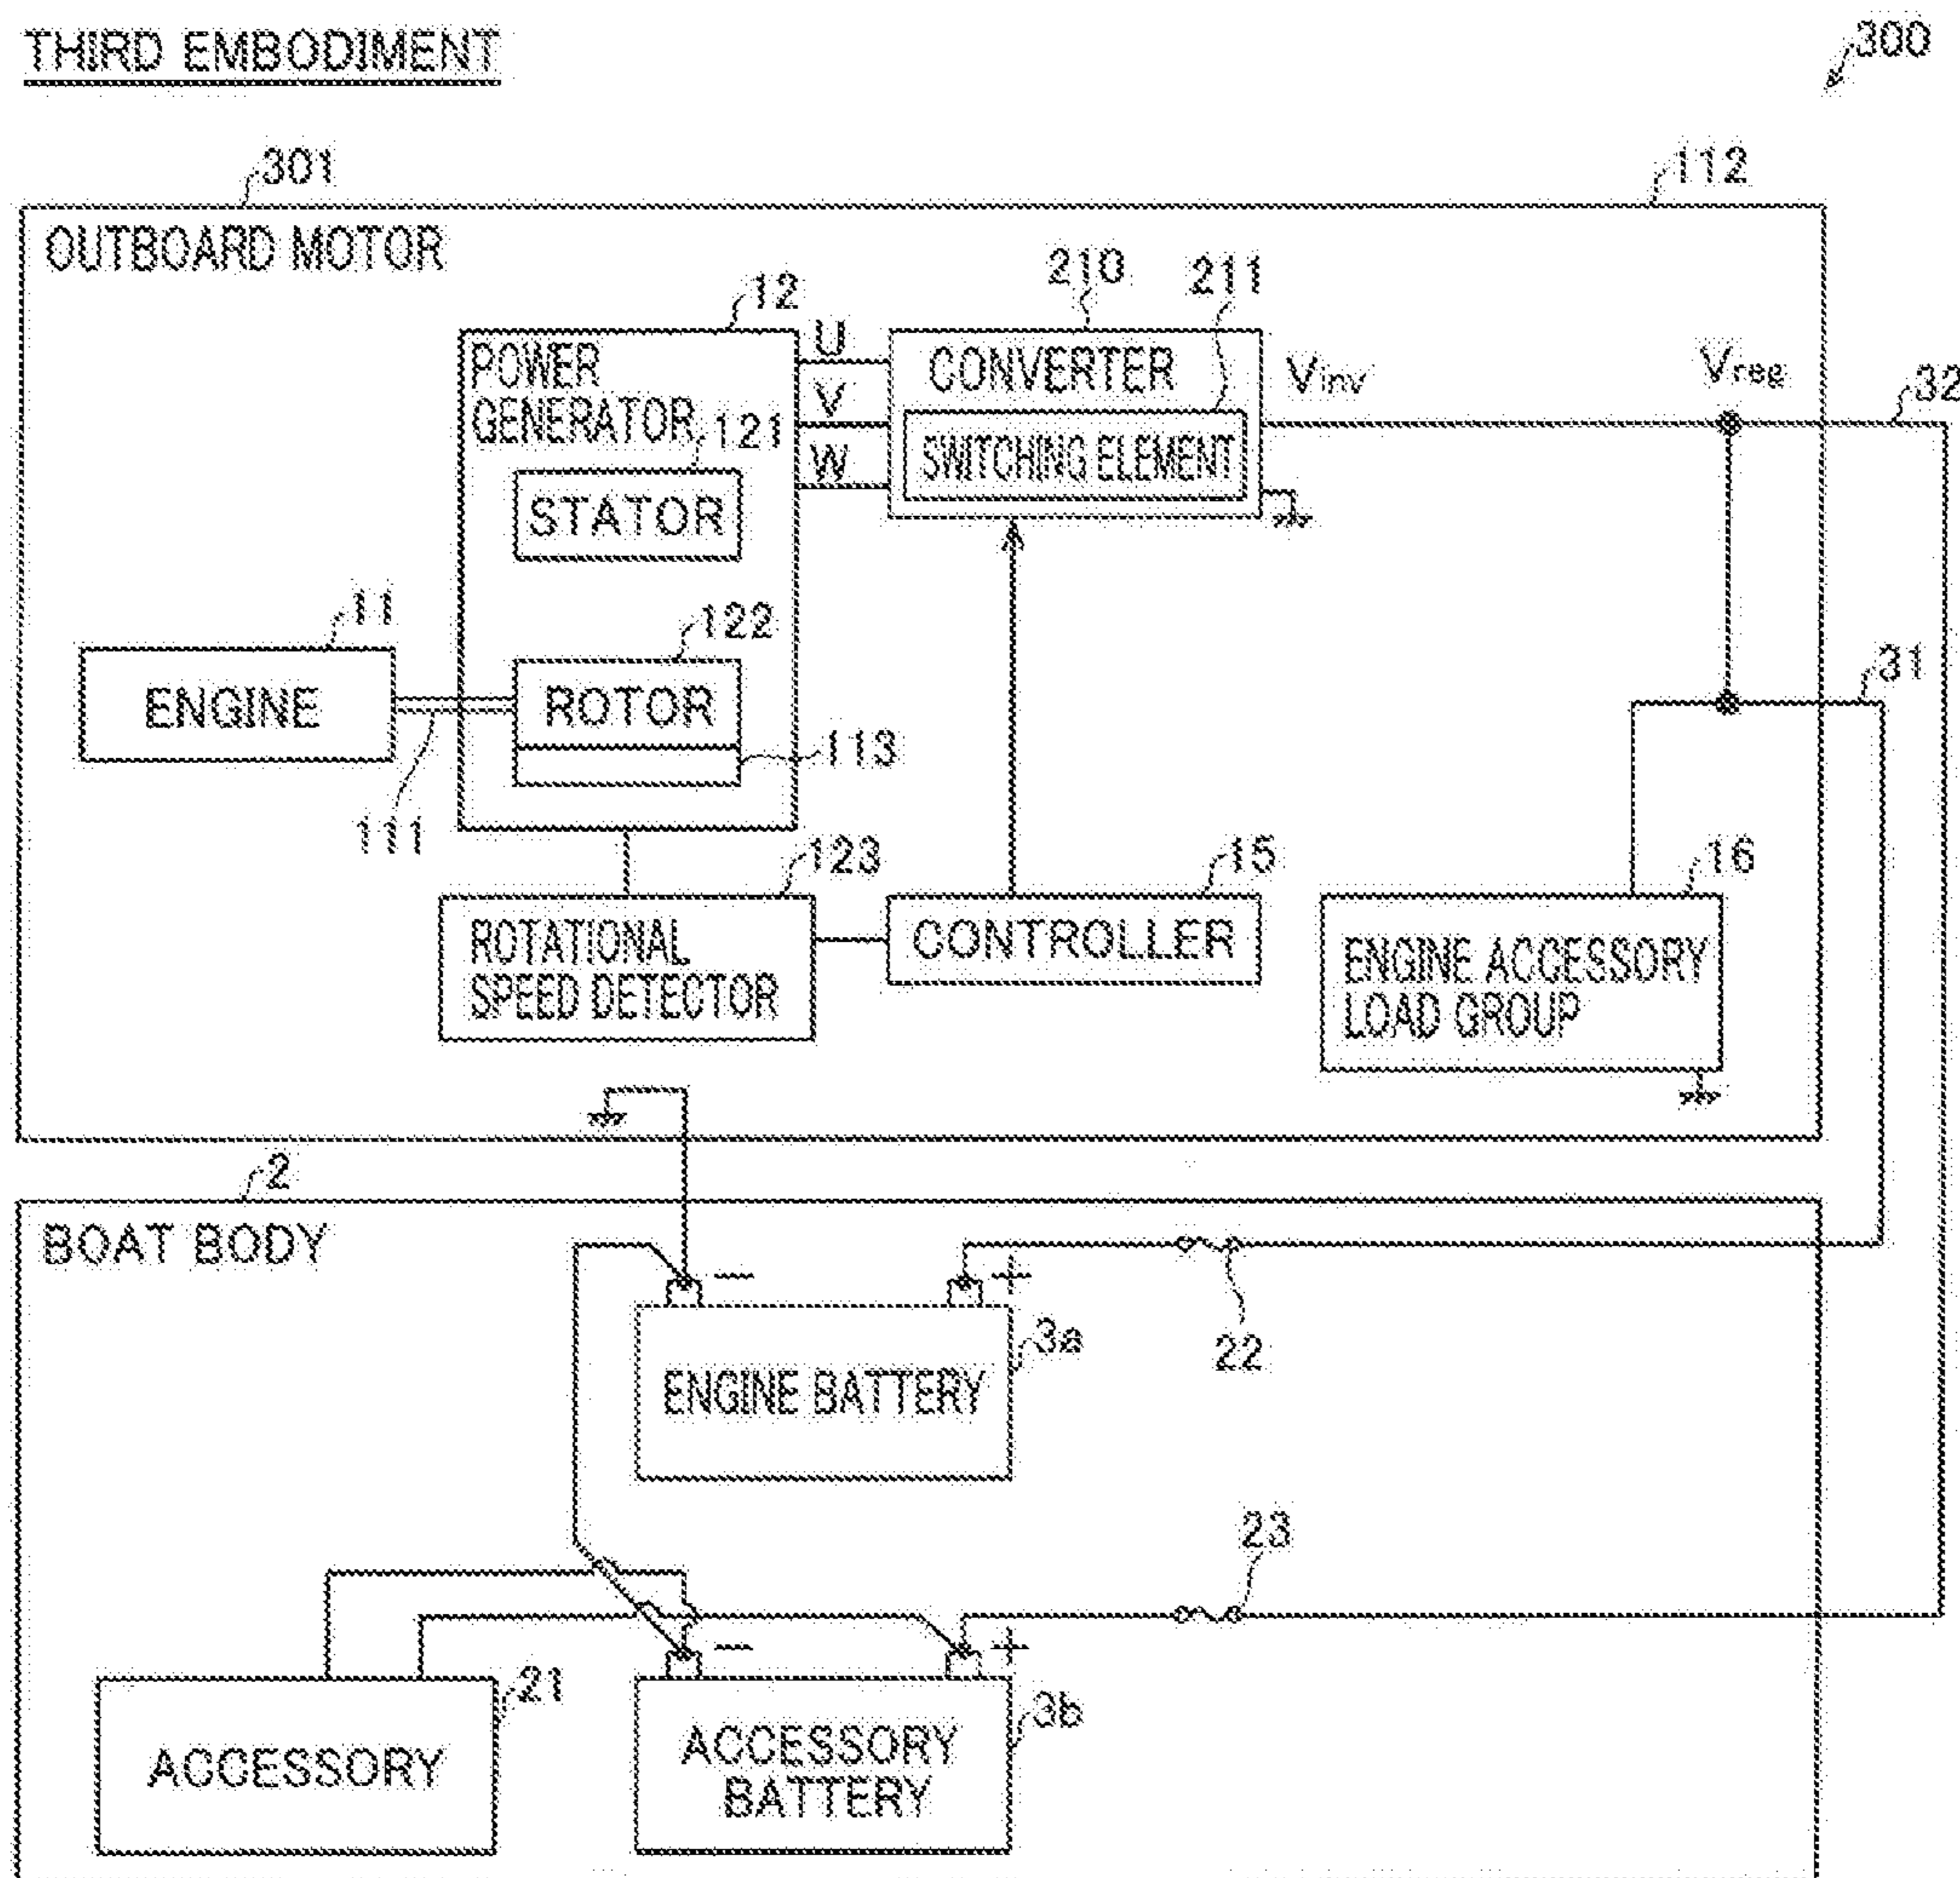 THIRD EMBODIMENT
300
301
112
OUTBOARD MOTOR
12
210
211
POWER
GENERATOR
U
V
W
CONVERTER
SWITCHING ELEMENT
Vinv
Vreg
32
121
STATOR
11
ENGINE
122
ROTOR
113
111
31
123
ROTATIONAL
SPEED DETECTOR
15
CONTROLLER
16
ENGINE ACCESSORY
LOAD GROUP
2
BOAT BODY
− +
3a
ENGINE BATTERY
22
23
− +
21
ACCESSORY
3b
ACCESSORY
BATTERY